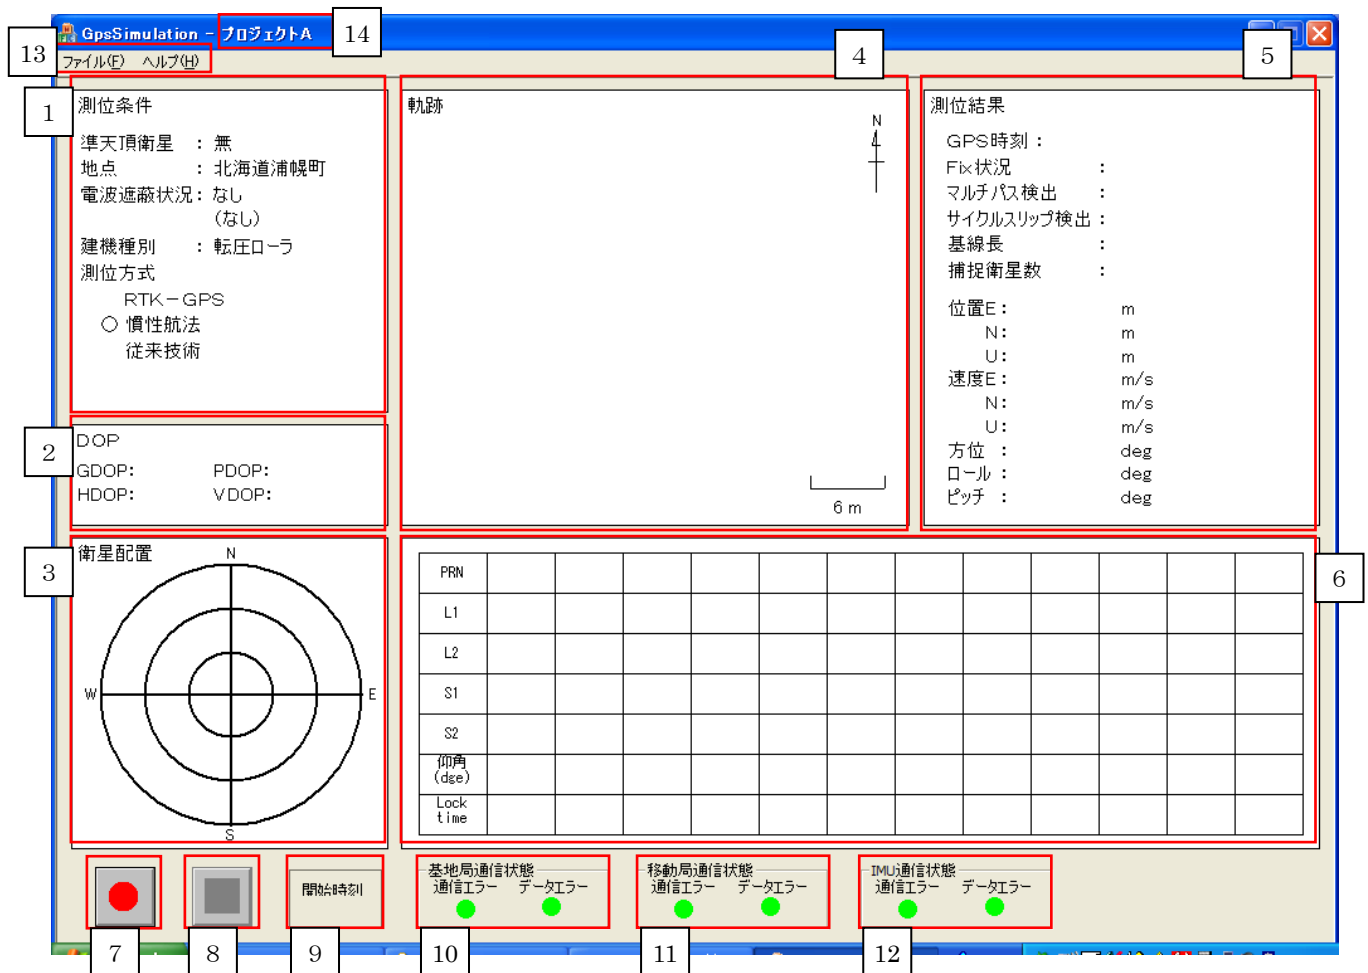 GpsSimulation - プロジェクトA
14
13
ファイル(F) ヘルプ(H)
4
5
1
測位条件
準天頂衛星 : 無
地点 : 北海道浦幌町
電波遮蔽状況: なし
(なし)
建機種別 : 転圧ローラ
測位方式
RTK-GPS
○ 慣性航法
従来技術
軌跡
N
6 m
測位結果
GPS時刻:
Fix状況 :
マルチパス検出 :
サイクルスリップ検出:
基線長 :
捕捉衛星数 :
位置E: m
N: m
U: m
速度E: m/s
N: m/s
U: m/s
方位 : deg
ロール : deg
ピッチ : deg
2
DOP
GDOP: PDOP:
HDOP: VDOP:
3
衛星配置
N
W
E
S
6
PRN
L1
L2
S1
S2
仰角
(dge)
Lock
time
開始時刻
基地局通信状態
通信エラー データエラー
移動局通信状態
通信エラー データエラー
IMU通信状態
通信エラー データエラー
7
8
9
10
11
12